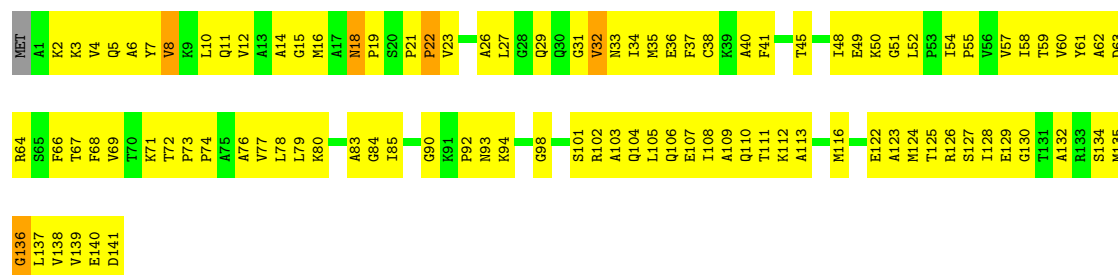 MET A1 K2 K3 V4 Q5 A6 Y7 V8 K9 L10 Q11 V12 A13 A14 G15 M16 A17 N18 P19 S20 P21 P22 V23 A26 L27 G28 Q29 Q30 G31 V32 N33 I34 M35 E36 F37 C38 K39 A40 F41 T45 I48 E49 K50 G51 L52 P53 I54 P55 V56 V57 I58 T59 V60 Y61 A62 D63
R64 S65 F66 T67 F68 V69 T70 K71 T72 P73 P74 A75 A76 V77 L78 L79 K80 A83 G84 I85 G90 K91 P92 N93 K94 G98 S101 R102 A103 Q104 L105 Q106 E107 I108 A109 Q110 T111 K112 A113 M116 E122 A123 M124 T125 R126 S127 I128 E129 G130 T131 A132 R133 S134 M135
G136 L137 V138 V139 E140 D141